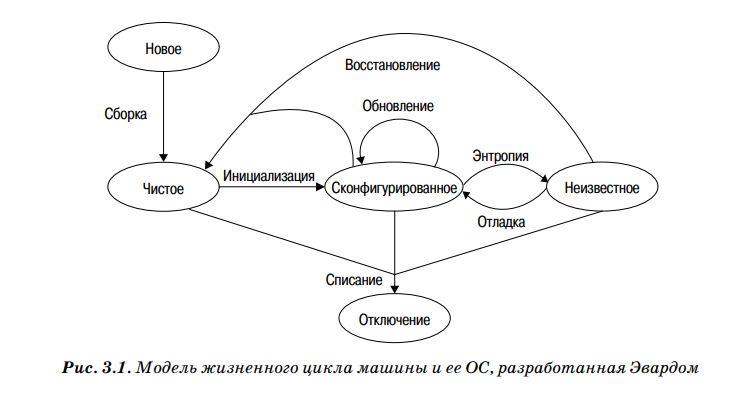 Новое
Восстановление
Обновление
Сборка
Энтропия
Инициализация
Чистое
Сконфигурированное
Неизвестное
Отладка
Списание
Отключение
Рис. 3.1. Модель жизненного цикла машины и ее ОС, разработанная Эвардом